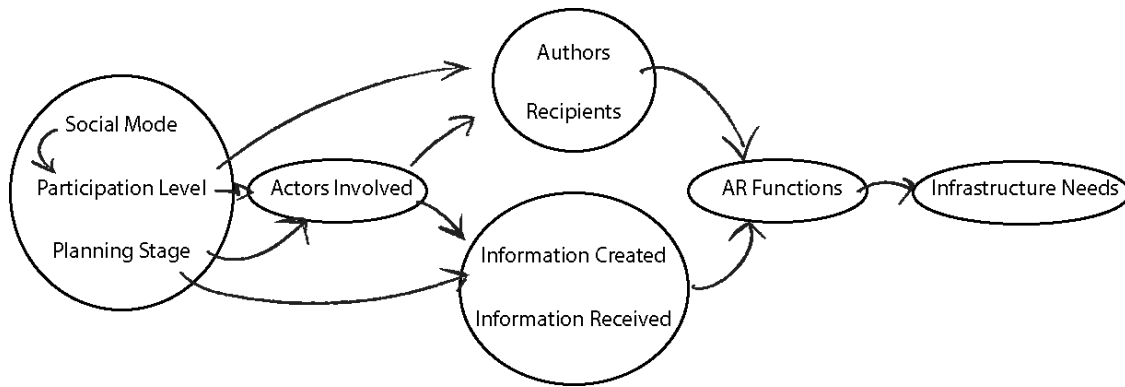 Social Mode
Participation Level
Planning Stage
Actors Involved
Authors
Recipients
Information Created
Information Received
AR Functions
Infrastructure Needs